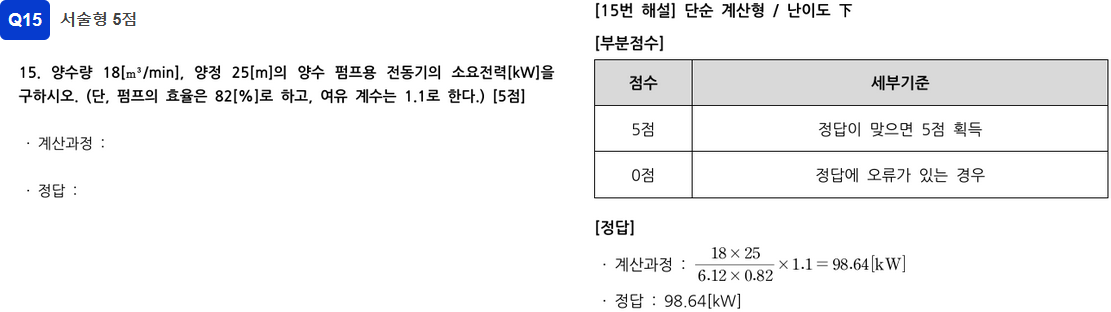 Q15 서술형 5점
15. 양수량 18[㎥/min], 양정 25[m]의 양수 펌프용 전동기의 소요전력[kW]을
구하시오. (단, 펌프의 효율은 82[%]로 하고, 여유 계수는 1.1로 한다.) [5점]
· 계산과정 :
· 정답 :
[15번 해설] 단순 계산형 / 난이도 下
[부분점수]
점수 세부기준
5점 정답이 맞으면 5점 획득
0점 정답에 오류가 있는 경우
[정답]
· 계산과정 : \frac{18 × 25}{6.12 × 0.82} × 1.1 = 98.64[kW]
· 정답 : 98.64[kW]